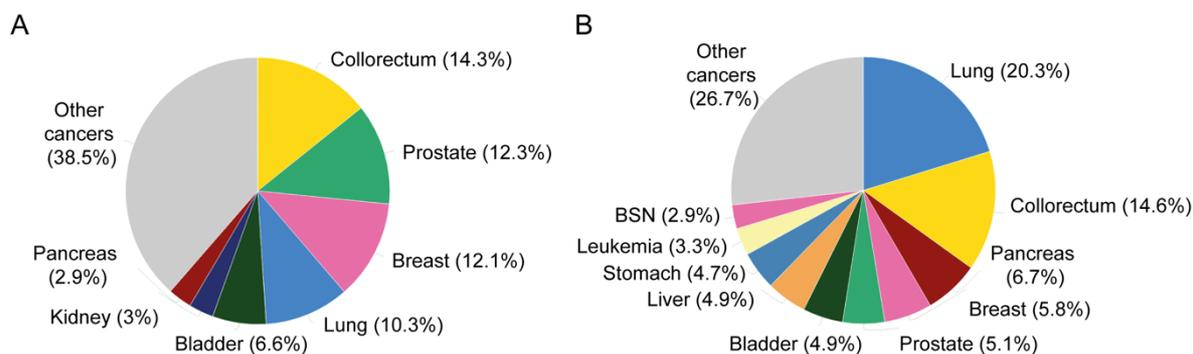 A
Collorectum (14.3%)
Prostate (12.3%)
Breast (12.1%)
Lung (10.3%)
Bladder (6.6%)
Kidney (3%)
Pancreas
(2.9%)
Other
cancers
(38.5%)
B
Lung (20.3%)
Collorectum (14.6%)
Pancreas
(6.7%)
Breast (5.8%)
Prostate (5.1%)
Bladder (4.9%)
Liver (4.9%)
Stomach (4.7%)
Leukemia (3.3%)
BSN (2.9%)
Other
cancers
(26.7%)